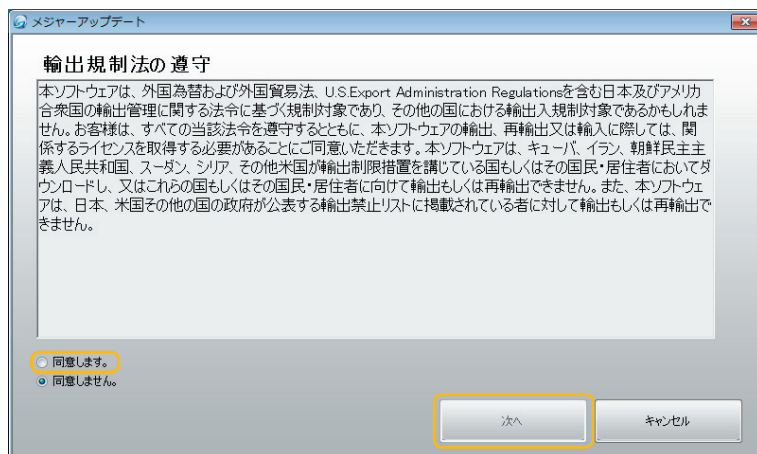 メジャーアップデート
輸出規制法の遵守
本ソフトウェアは、外国為替および外国貿易法、U.S.Export Administration Regulationsを含む日本及びアメリカ
合衆国の輸出管理に関する法令に基づく規制対象であり、その他の国における輸出入規制対象であるかもしれま
せん。お客様は、すべての当該法令を遵守するとともに、本ソフトウェアの輸出、再輸出又は輸入に際しては、関
係するライセンスを取得する必要があることにご同意いただきます。本ソフトウェアは、キューバ、イラン、朝鮮民主主
義人民共和国、スーダン、シリア、その他米国が輸出制限措置を講じている国もしくはその国民・居住者においてダ
ウンロードし、又はこれらの国もしくはその国民・居住者に向けて輸出もしくは再輸出できません。また、本ソフトウェ
アは、日本、米国その他の国の政府が公表する輸出禁止リストに掲載されている者に対して輸出もしくは再輸出で
きません。
同意します。
同意しません。
次へ
キャンセル